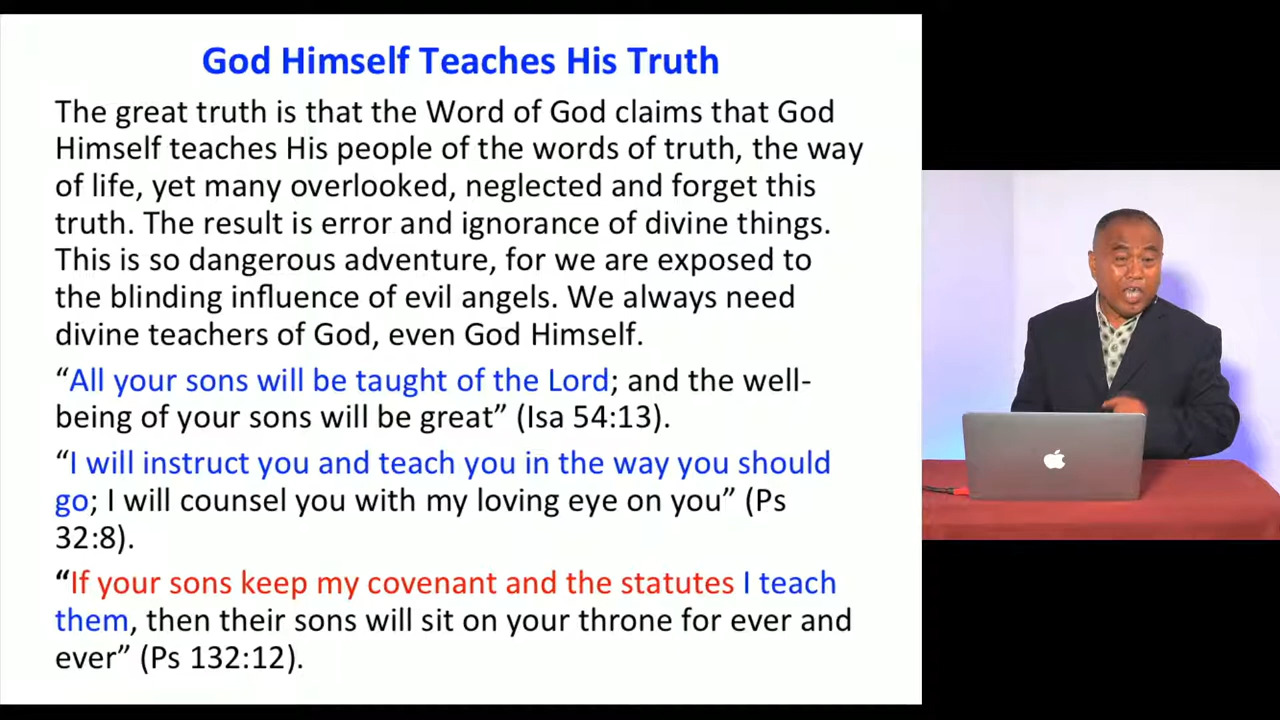 God Himself Teaches His Truth
The great truth is that the Word of God claims that God
Himself teaches His people of the words of truth, the way
of life, yet many overlooked, neglected and forget this
truth. The result is error and ignorance of divine things.
This is so dangerous adventure, for we are exposed to
the blinding influence of evil angels. We always need
divine teachers of God, even God Himself.
“All your sons will be taught of the Lord; and the well-
being of your sons will be great” (Isa 54:13).
“I will instruct you and teach you in the way you should
go; I will counsel you with my loving eye on you” (Ps
32:8).
“If your sons keep my covenant and the statutes I teach
them, then their sons will sit on your throne for ever and
ever” (Ps 132:12).